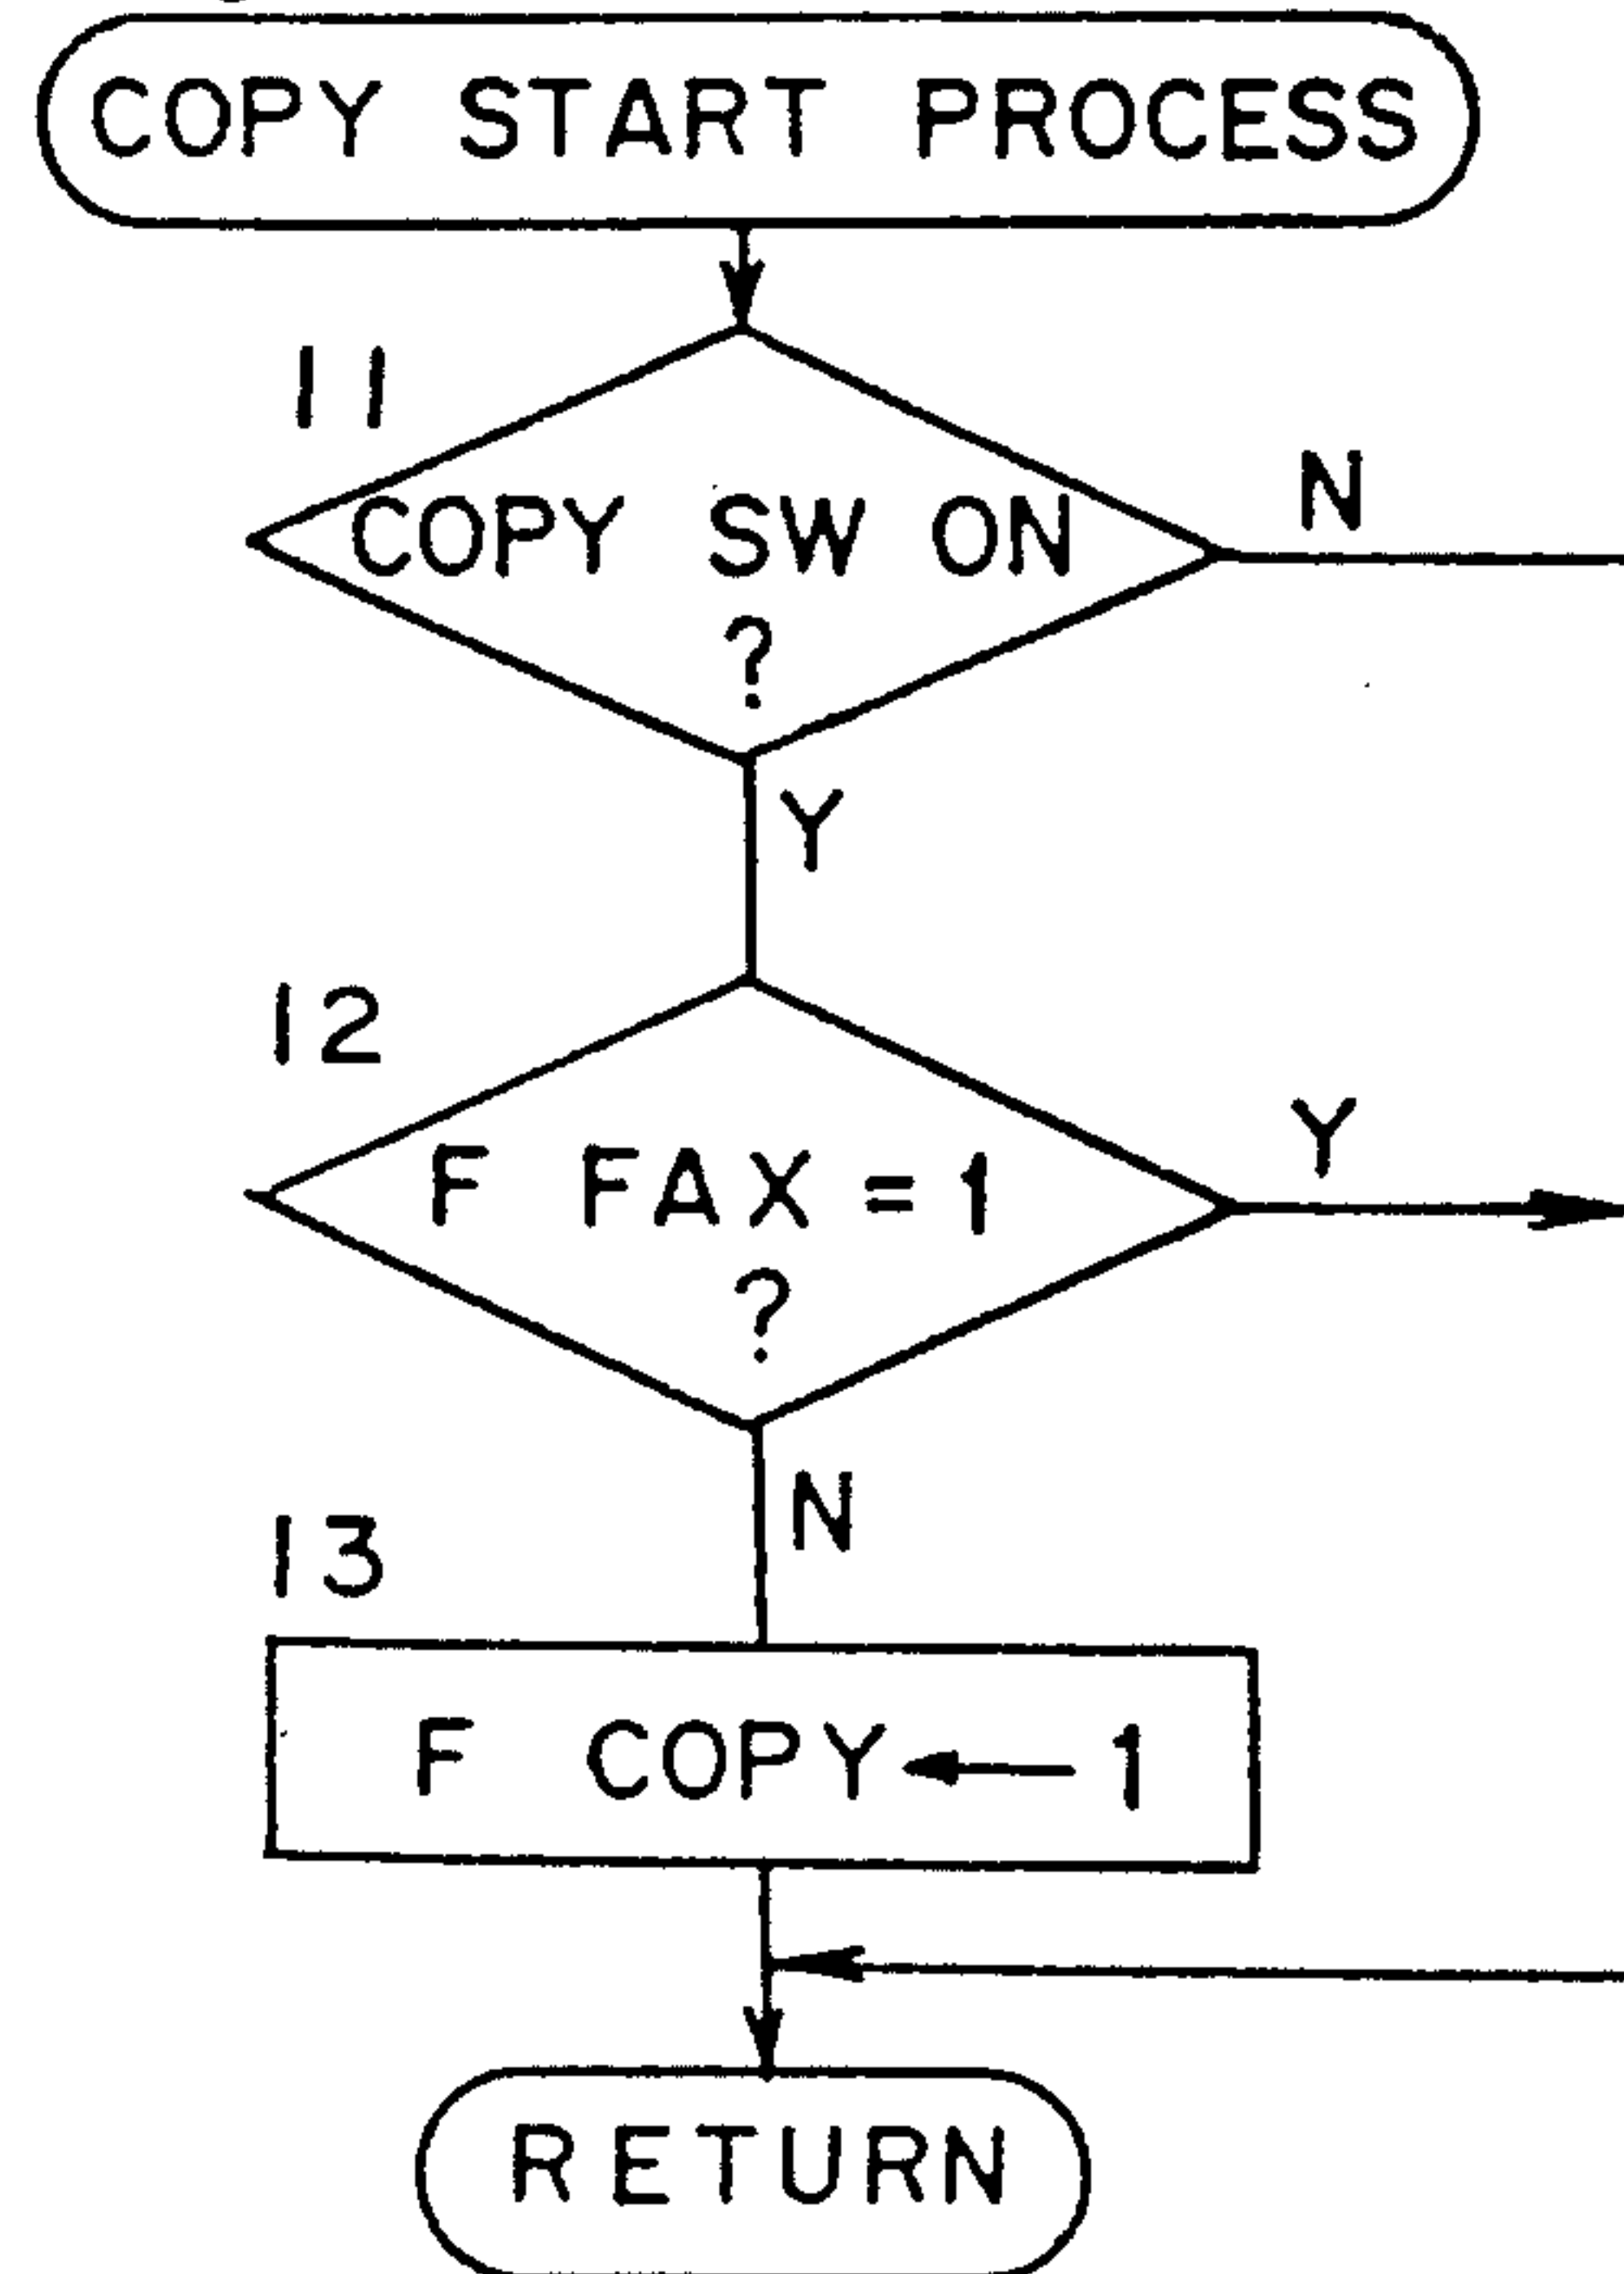 COPY START PROCESS
11
COPY SW ON
?
N
Y
12
F FAX = 1
?
Y
N
13
F COPY ← 1
RETURN